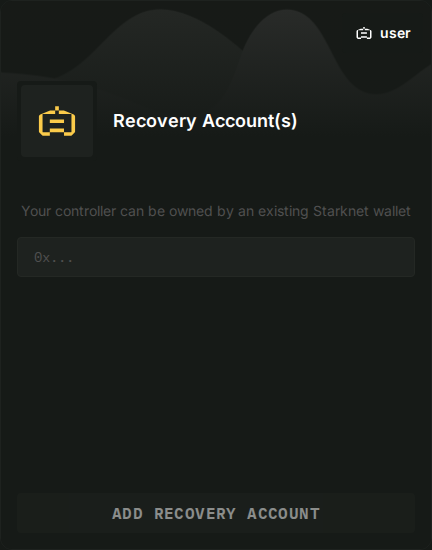 user
Recovery Account(s)
Your controller can be owned by an existing Starknet wallet
0x...
ADD RECOVERY ACCOUNT